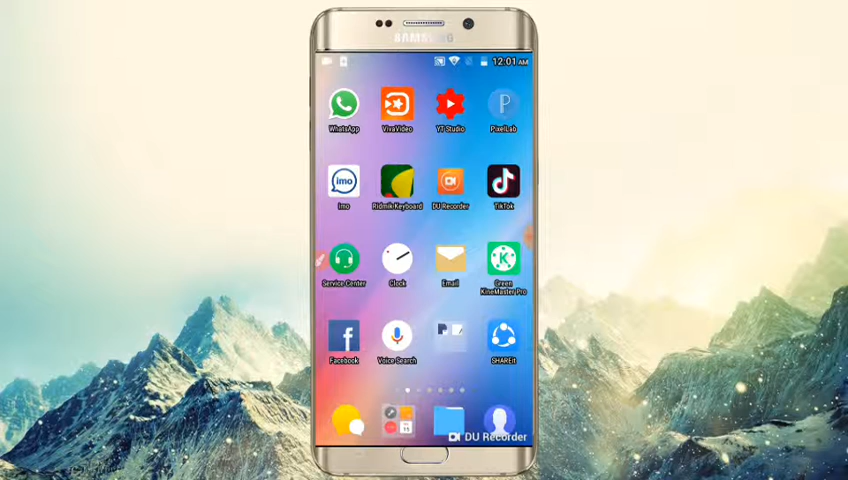 SAMSUNG
12:01 AM
WhatsApp
VivaVideo
YT Studio
PixelLab
imo
imo
Ridmik Keyboard
DU Recorder
TikTok
Service Center
Clock
Email
Green
KineMaster Pro
Facebook
Voice Search
SHAREit
DU Recorder